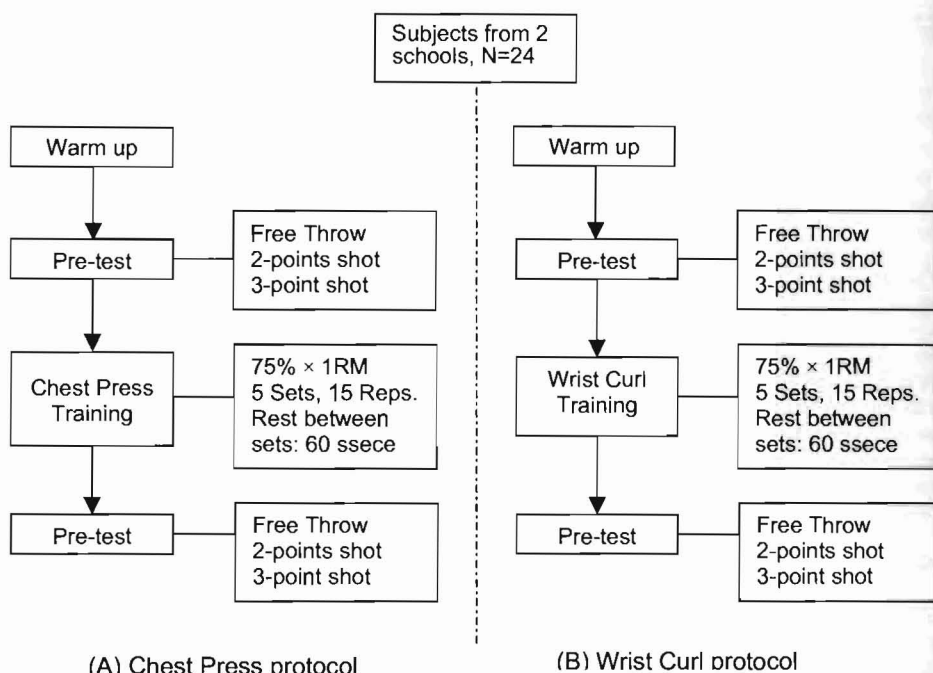 Subjects from 2
schools, N=24
Warm up
Pre-test
Free Throw
2-points shot
3-point shot
Chest Press
Training
75% × 1RM
5 Sets, 15 Reps.
Rest between
sets: 60 ssece
Pre-test
Free Throw
2-points shot
3-point shot
(A) Chest Press protocol
Warm up
Pre-test
Free Throw
2-points shot
3-point shot
Wrist Curl
Training
75% × 1RM
5 Sets, 15 Reps.
Rest between
sets: 60 ssece
Pre-test
Free Throw
2-points shot
3-point shot
(B) Wrist Curl protocol